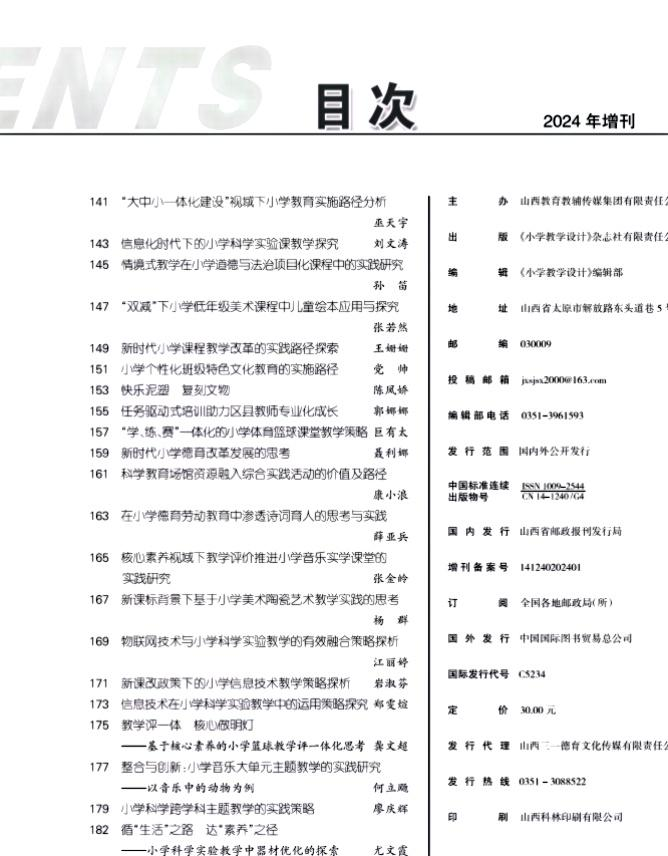 ENTS
目次
2024 年增刊
141 “大中小一体化建设”视域下小学教育实施路径分析
巫天宇
143 信息化时代下的小学科学实验课教学探究 刘文涛
145 情境式教学在小学道德与法治项目化课程中的实践研究
孙 笛
147 “双减”下小学低年级美术课程中儿童绘本应用与探究
张若然
149 新时代小学课程教学改革的实践路径探索 王姗姗
151 小学个性化班级特色文化教育的实施路径 党 帅
153 快乐泥塑 复刻文物 陈凤娇
155 任务驱动式培训助力区县教师专业化成长 郭娜娜
157 “学、练、赛”一体化的小学体育篮球课堂教学策略 巨有太
159 新时代小学德育改革发展的思考 聂利娜
161 科学教育场馆资源融入综合实践活动的价值及路径
康小浪
163 在小学德育劳动教育中渗透诗词育人的思考与实践
薛亚兵
165 核心素养视域下教学评价推进小学音乐实学课堂的
实践研究 张金岭
167 新课标背景下基于小学美术陶瓷艺术教学实践的思考
杨 群
169 物联网技术与小学科学实验教学的有效融合策略探析
江丽婷
171 新课改政策下的小学信息技术教学策略探析 岩淑芬
173 信息技术在小学科学实验教学中的运用策略探究 郑雯煊
175 教学评一体 核心做明灯
——基于核心素养的小学篮球教学评一体化思考 龚文超
177 整合与创新：小学音乐大单元主题教学的实践研究
——以音乐中的动物为例 何立颐
179 小学科学跨学科主题教学的实践策略 廖庆辉
182 循“生活”之路 达“素养”之径
——小学科学实验教学中器材优化的探索 尤文霞
主 办 山西教育教辅传媒集团有限责任公
出 版 《小学教学设计》杂志社有限责任公
编 辑 《小学教学设计》编辑部
地 址 山西省太原市解放路东头道巷 5
邮 编 030009
投稿邮箱 jxsjsx2000@163.com
编辑部电话 0351-3961593
发行范围 国内外公开发行
中国标准连续 ISSN 1009-2544
出版物号 CN 14-1240/G4
国内发行 山西省邮政报刊发行局
增刊备案号 141240202401
订 阅 全国各地邮政局(所)
国外发行 中国国际图书贸易总公司
国际发行代号 C5234
定 价 30.00 元
发行代理 山西三一德育文化传媒有限责任公
发行热线 0351-3088522
印 刷 山西科林印刷有限公司